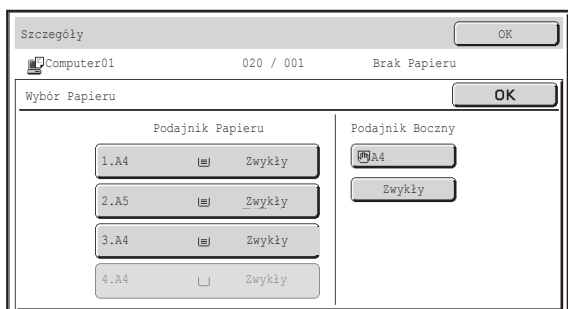 Szczegóły OK
Computer01 020 / 001 Brak Papieru
Wybór Papieru OK
Podajnik Papieru Podajnik Boczny
1.A4 Zwykły A4
2.A5 Zwykły Zwykły
3.A4 Zwykły
4.A4 Zwykły